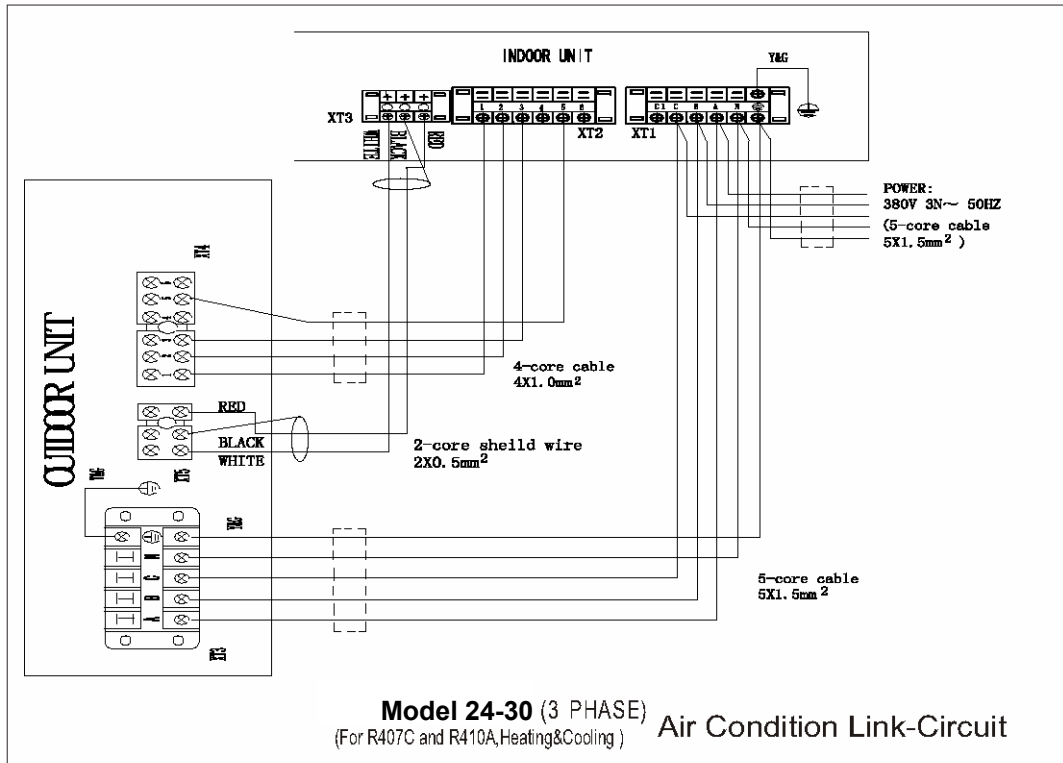 INDOOR UNIT
Y&G
XT3
1 2 3 4 5 6
XT2
XT1
C1 C B A N
WHITE
BLACK
RED
POWER:
380V 3N～ 50HZ
(5-core cable
5X1.5mm²)
XT4
OUIDOOR UNIT
4-core cable
4X1.0mm²
RED
BLACK
WHITE
2-core sheild wire
2X0.5mm²
Y&G
Y&G
N
C
B
A
5-core cable
5X1.5mm²
Model 24-30 (3 PHASE)
(For R407C and R410A,Heating&Cooling )
Air Condition Link-Circuit